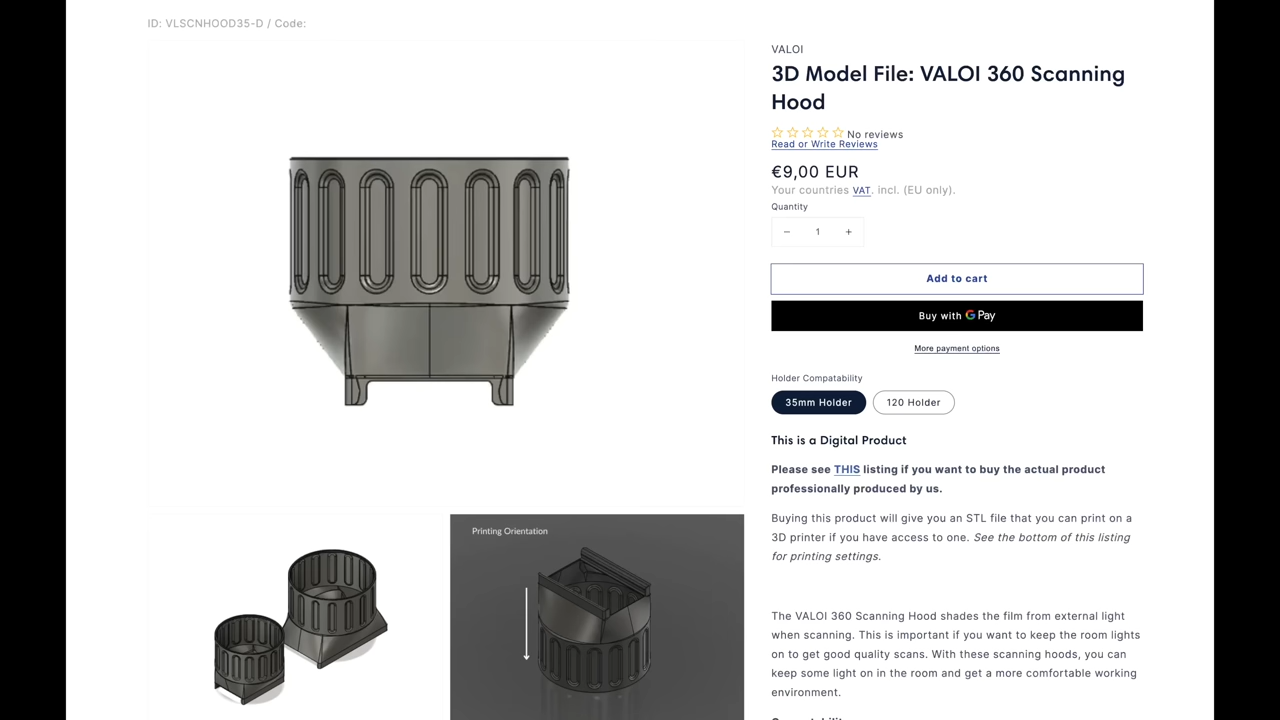 ID: VLSCNHOOD35-D / Code:
VALOI
3D Model File: VALOI 360 Scanning
Hood
No reviews
Read or Write Reviews
€9,00 EUR
Your countries VAT. incl. (EU only).
Quantity
− 1 +
Add to cart
Buy with G Pay
More payment options
Holder Compatability
35mm Holder 120 Holder
This is a Digital Product
Please see THIS listing if you want to buy the actual product
professionally produced by us.
Buying this product will give you an STL file that you can print on a
3D printer if you have access to one. See the bottom of this listing
for printing settings.
Printing Orientation
The VALOI 360 Scanning Hood shades the film from external light
when scanning. This is important if you want to keep the room lights
on to get good quality scans. With these scanning hoods, you can
keep some light on in the room and get a more comfortable working
environment.